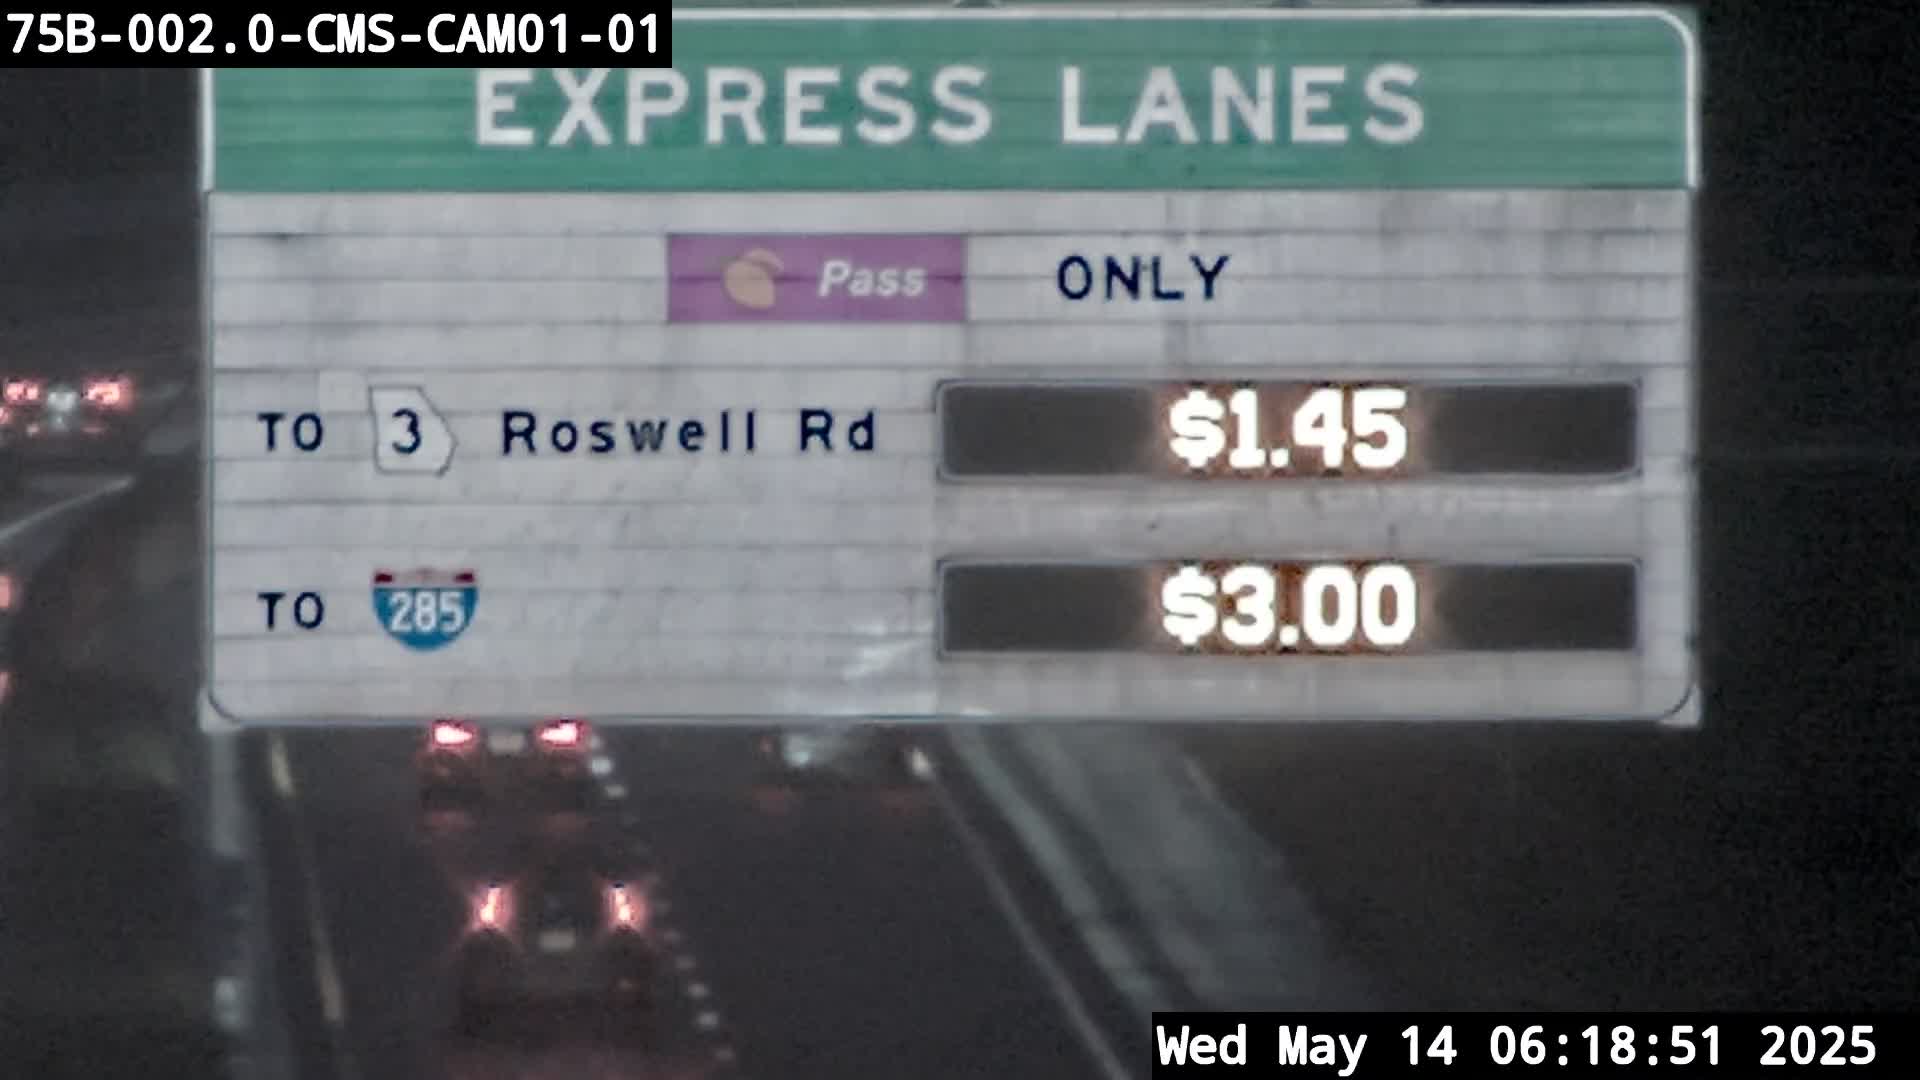 75B-002.0-CMS-CAM01-01
EXPRESS LANES
Pass ONLY
TO 3 Roswell Rd $1.45
TO 285 $3.00
Wed May 14 06:18:51 2025